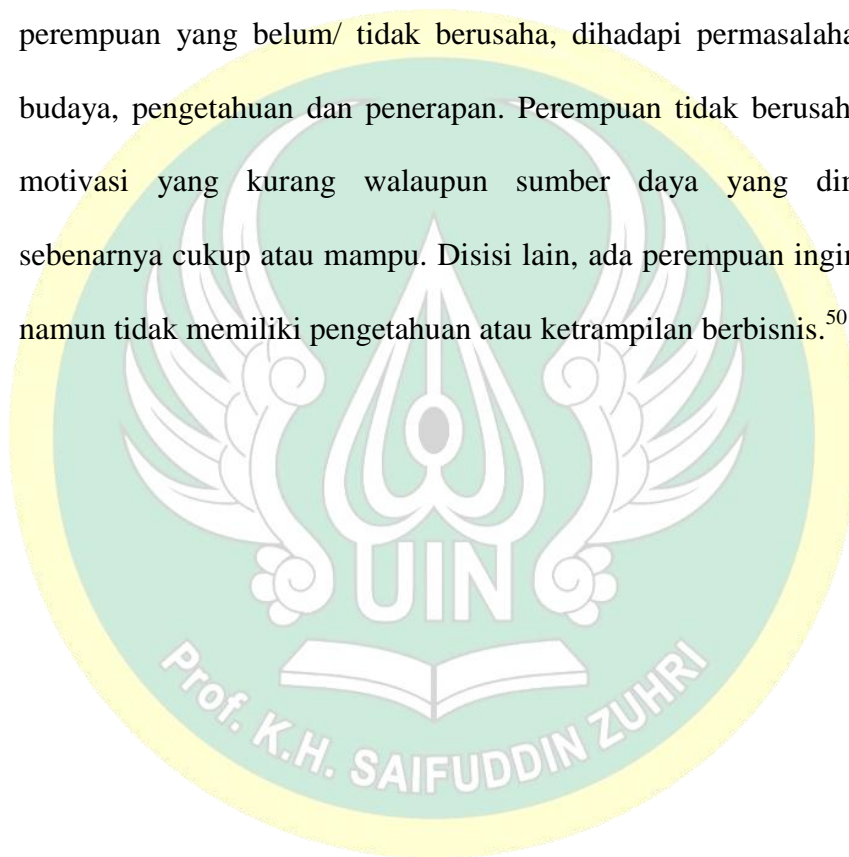 perempuan yang belum/ tidak berusaha, dihadapi permasalaha
budaya, pengetahuan dan penerapan. Perempuan tidak berusah
motivasi yang kurang walaupun sumber daya yang dir
sebenarnya cukup atau mampu. Disisi lain, ada perempuan ingin
namun tidak memiliki pengetahuan atau ketrampilan berbisnis.50
UIN
Prof. K.H. SAIFUDDIN ZUHRI